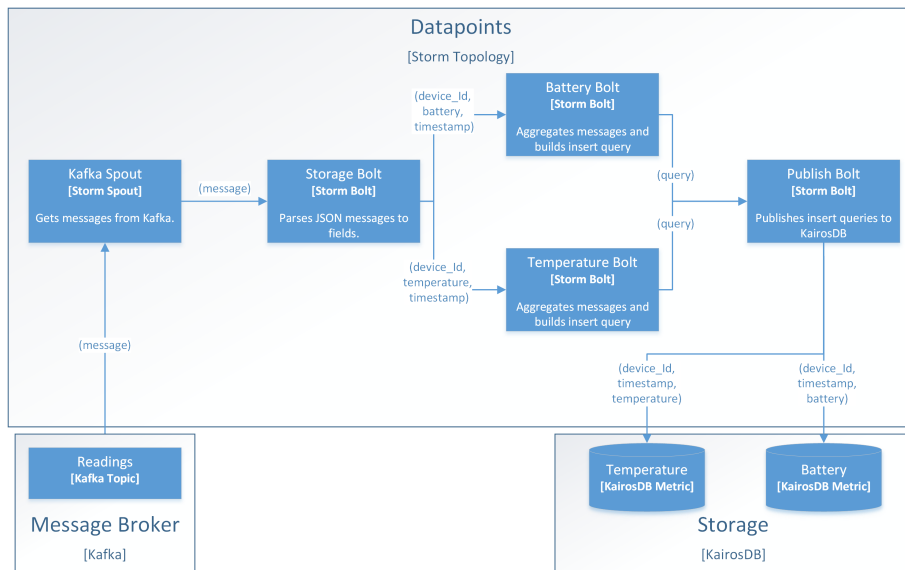 Datapoints
[Storm Topology]
Battery Bolt
[Storm Bolt]
Aggregates messages and
builds insert query
(device_Id,
battery,
timestamp)
Kafka Spout
[Storm Spout]
Gets messages from Kafka.
(message)
Storage Bolt
[Storm Bolt]
Parses JSON messages to
fields.
(query)
(query)
Publish Bolt
[Storm Bolt]
Publishes insert queries to
KairosDB
(device_Id,
temperature,
timestamp)
Temperature Bolt
[Storm Bolt]
Aggregates messages and
builds insert query
(message)
(device_Id,
timestamp,
temperature)
(device_Id,
timestamp,
battery)
Readings
[Kafka Topic]
Message Broker
[Kafka]
Temperature
[KairosDB Metric]
Battery
[KairosDB Metric]
Storage
[KairosDB]